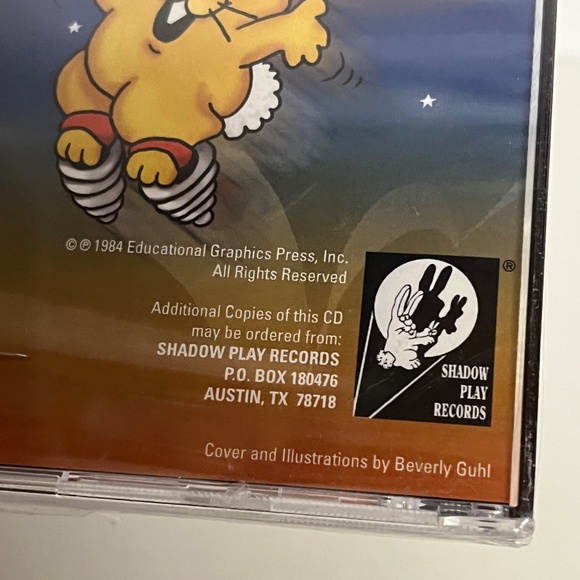 © ℗ 1984 Educational Graphics Press, Inc.
All Rights Reserved
Additional Copies of this CD
may be ordered from:
SHADOW PLAY RECORDS
P.O. BOX 180476
AUSTIN, TX 78718
®
SHADOW
PLAY
RECORDS
Cover and Illustrations by Beverly Guhl